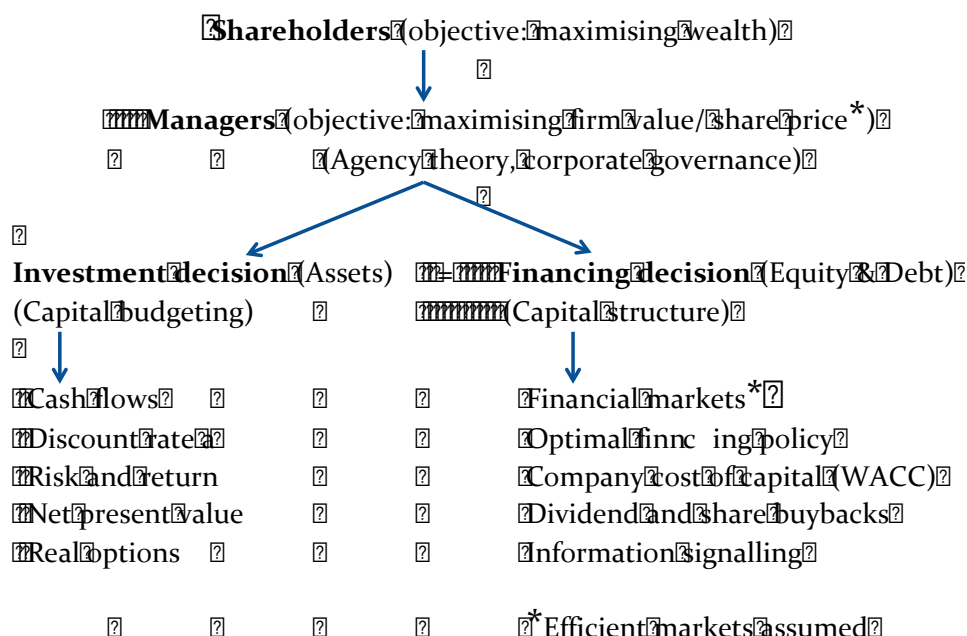 Shareholders (objective: maximising wealth)
Managers (objective: maximising firm value/ share price*)
(Agency theory, corporate governance)
Investment decision (Assets) = Financing decision (Equity & Debt)
(Capital budgeting) (Capital structure)
Cash flows Financial markets*
Discount rate a Optimal finnc ing policy
Risk and return Company cost of capital (WACC)
Net present value Dividend and share buybacks
Real options Information signalling
*Efficient markets assumed